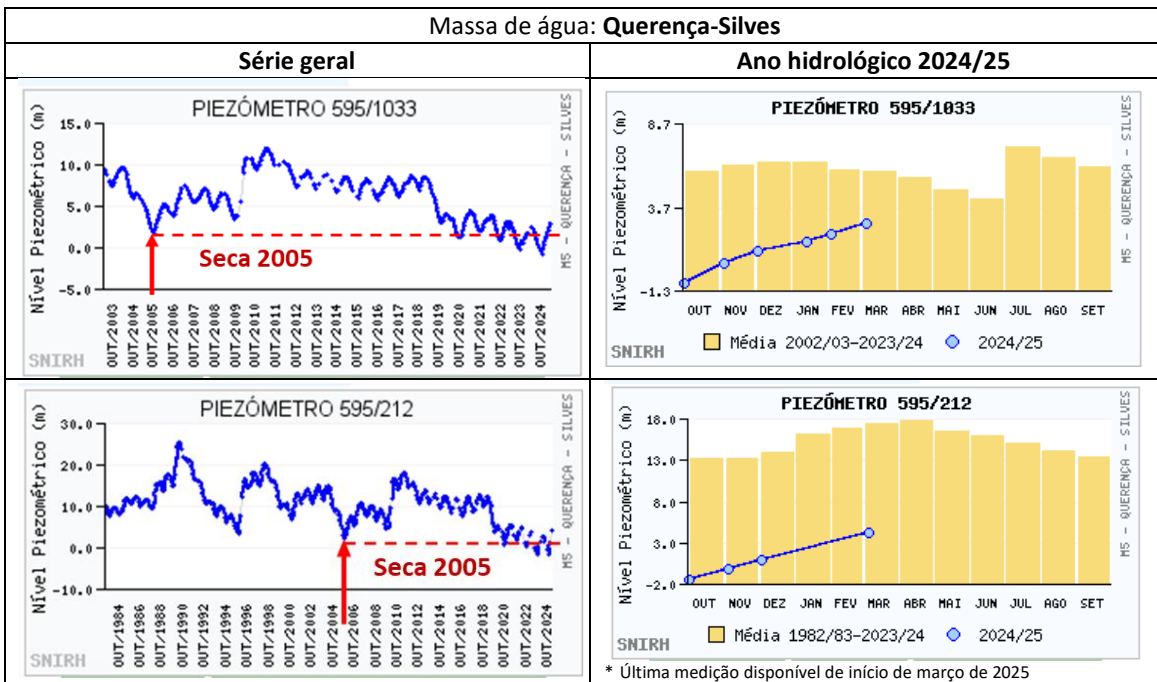 Massa de água: Querença-Silves
Série geral
Ano hidrológico 2024/25
PIEZÓMETRO 595/1033
Nível Piezométrico (m)
15.0
10.0
5.0
0.0
-5.0
Seca 2005
OUT/2003
OUT/2004
OUT/2005
OUT/2006
OUT/2007
OUT/2008
OUT/2009
OUT/2010
OUT/2011
OUT/2012
OUT/2013
OUT/2014
OUT/2015
OUT/2016
OUT/2017
OUT/2018
OUT/2019
OUT/2020
OUT/2021
OUT/2022
OUT/2023
OUT/2024
M5 - QUERENÇA - SILVES
SNIRH
PIEZÓMETRO 595/1033
Nível Piezométrico (m)
8.7
3.7
-1.3
OUT NOV DEZ JAN FEV MAR ABR MAI JUN JUL AGO SET
Média 2002/03-2023/24 2024/25
M5 - QUERENÇA - SILVES
SNIRH
PIEZÓMETRO 595/212
Nível Piezométrico (m)
30.0
20.0
10.0
0.0
-10.0
Seca 2005
OUT/1984
OUT/1986
OUT/1988
OUT/1990
OUT/1992
OUT/1994
OUT/1996
OUT/1998
OUT/2000
OUT/2002
OUT/2004
OUT/2006
OUT/2008
OUT/2010
OUT/2012
OUT/2014
OUT/2016
OUT/2018
OUT/2020
OUT/2022
OUT/2024
M5 - QUERENÇA - SILVES
SNIRH
PIEZÓMETRO 595/212
Nível Piezométrico (m)
18.0
13.0
8.0
3.0
-2.0
OUT NOV DEZ JAN FEV MAR ABR MAI JUN JUL AGO SET
Média 1982/83-2023/24 2024/25
M5 - QUERENÇA - SILVES
SNIRH
* Última medição disponível de início de março de 2025